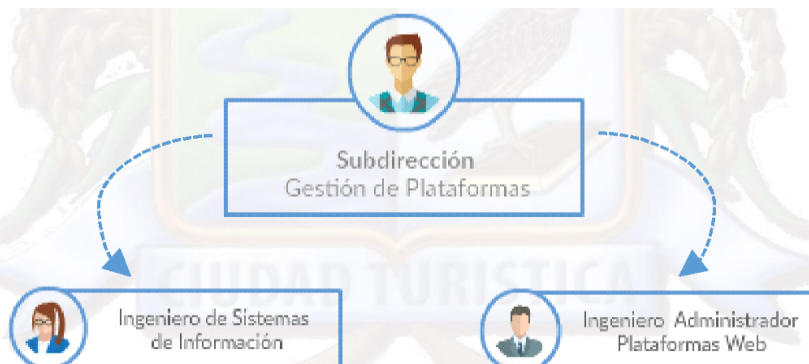 Subdirección
Gestión de Plataformas
CIUDAD TURISTICA
Ingeniero de Sistemas
de Información
Ingeniero Administrador
Plataformas Web